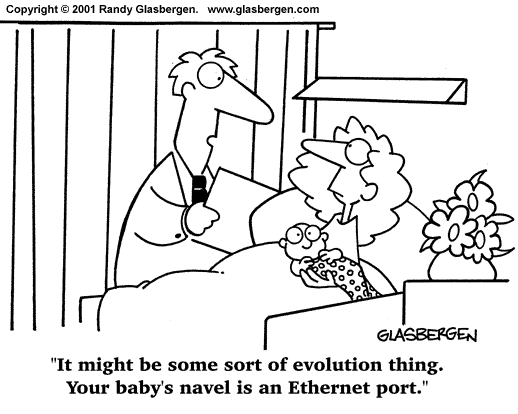 Copyright © 2001 Randy Glasbergen. www.glasbergen.com
GLASBERGEN
"It might be some sort of evolution thing.
Your baby's navel is an Ethernet port."